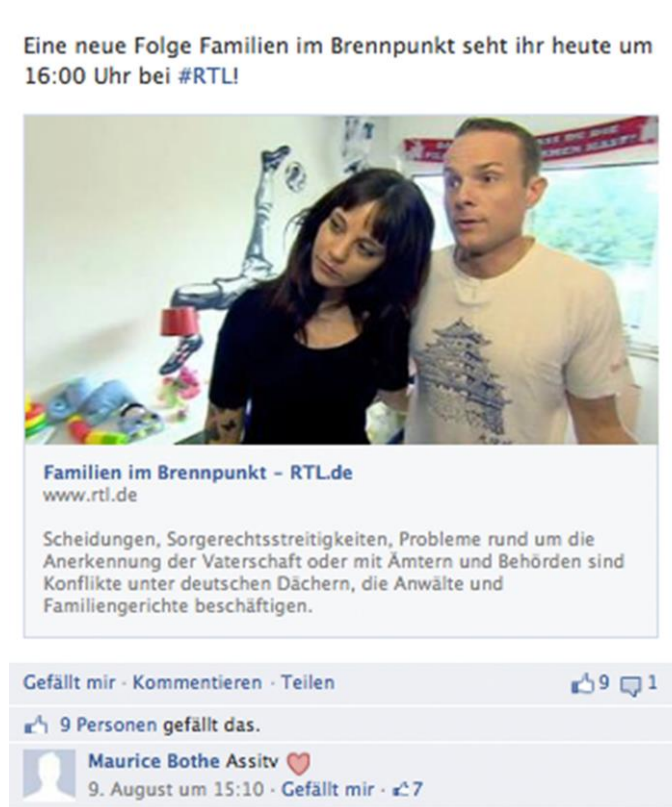 Eine neue Folge Familien im Brennpunkt seht ihr heute um
16:00 Uhr bei #RTL!
Familien im Brennpunkt – RTL.de
www.rtl.de
Scheidungen, Sorgerechtsstreitigkeiten, Probleme rund um die
Anerkennung der Vaterschaft oder mit Ämtern und Behörden sind
Konflikte unter deutschen Dächern, die Anwälte und
Familiengerichte beschäftigen.
Gefällt mir · Kommentieren · Teilen 9 1
9 Personen gefällt das.
Maurice Bothe Assitv
9. August um 15:10 · Gefällt mir · 7